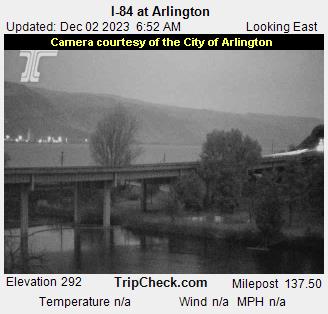 I-84 at Arlington
Updated: Dec 02 2023 6:52 AM Looking East
Camera courtesy of the City of Arlington
Elevation 292 TripCheck.com Milepost 137.50
Temperature n/a Wind n/a MPH n/a